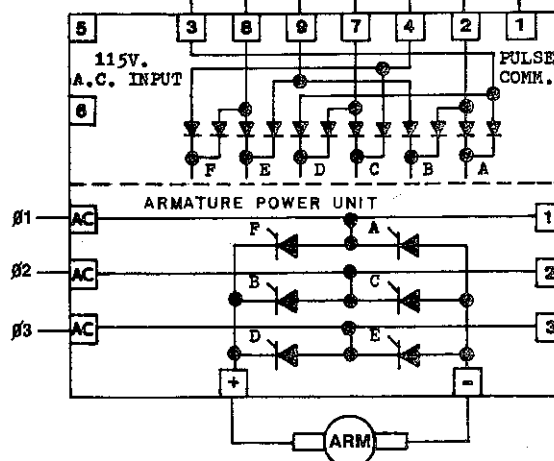 5 3 8 9 7 4 2 1
115V. PULSE
A.C. INPUT COMM.
6
F E D C B A
ARMATURE POWER UNIT
Ø1 AC 1
F A
Ø2 AC 2
B C
Ø3 AC 3
D E
+ −
ARM